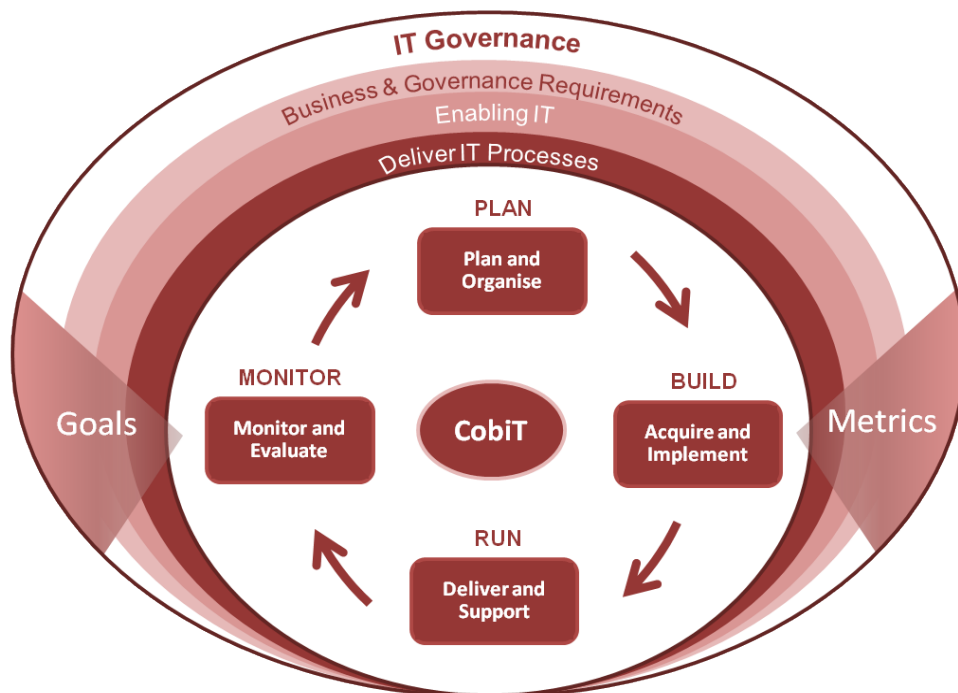 IT Governance
Business & Governance Requirements
Enabling IT
Deliver IT Processes
PLAN
Plan and
Organise
MONITOR
Monitor and
Evaluate
CobiT
BUILD
Acquire and
Implement
Goals
Metrics
RUN
Deliver and
Support